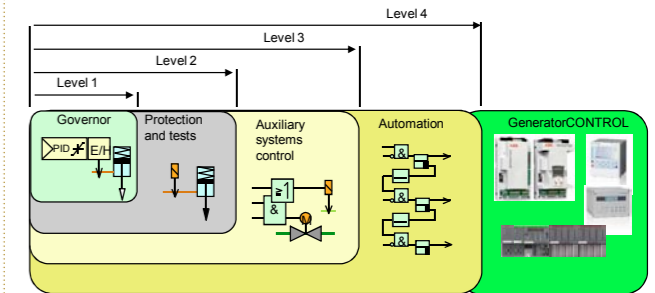 Level 4
Level 3
Level 2
Level 1
Governor
Protection
and tests
Auxiliary
systems
control
Automation
GeneratorCONTROL
PID
E/H
≥1
&
M
&
&
&